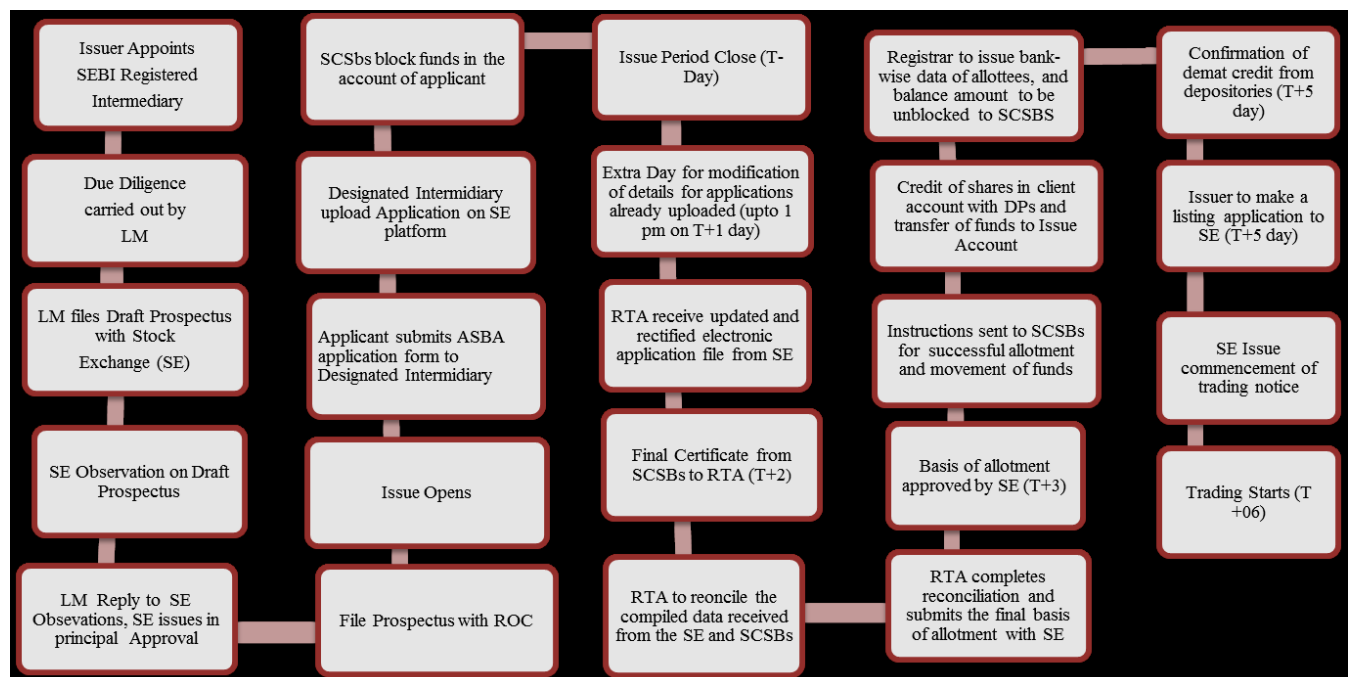 Issuer Appoints
SEBI Registered
Intermediary
Due Diligence
carried out by
LM
LM files Draft Prospectus
with Stock
Exchange (SE)
SE Observation on Draft
Prospectus
LM Reply to SE
Obsevations, SE issues in
principal Approval
File Prospectus with ROC
Issue Opens
Applicant submits ASBA
application form to
Designated Intermidiary
Designated Intermidiary
upload Application on SE
platform
SCSbs block funds in the
account of applicant
Issue Period Close (T-
Day)
Extra Day for modification
of details for applications
already uploaded (upto 1
pm on T+1 day)
RTA receive updated and
rectified electronic
application file from SE
Final Certificate from
SCSBs to RTA (T+2)
RTA to reconcile the
compiled data received
from the SE and SCSBs
RTA completes
reconciliation and
submits the final basis
of allotment with SE
Basis of allotment
approved by SE (T+3)
Instructions sent to SCSBs
for successful allotment
and movement of funds
Credit of shares in client
account with DPs and
transfer of funds to Issue
Account
Registrar to issue bank-
wise data of allottees, and
balance amount to be
unblocked to SCSBS
Confirmation of
demat credit from
depositories (T+5
day)
Issuer to make a
listing application to
SE (T+5 day)
SE Issue
commencement of
trading notice
Trading Starts (T
+06)